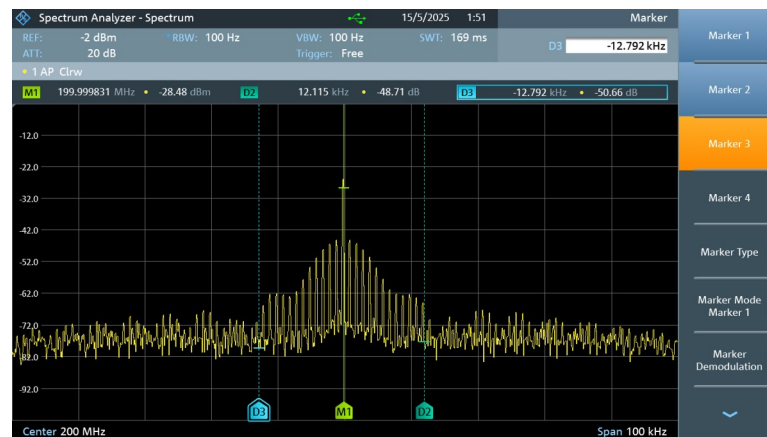 Spectrum Analyzer - Spectrum 15/5/2025 1:51 Marker
REF: -2 dBm * RBW: 100 Hz VBW: 100 Hz SWT: 169 ms
ATT: 20 dB Trigger: Free
D3 -12.792 kHz
• 1 AP Clrw
M1 199.999831 MHz • -28.48 dBm D2 12.115 kHz • -48.71 dB D3 -12.792 kHz • -50.66 dB
-12.0
-22.0
-32.0
-42.0
-52.0
-62.0
-72.0
-82.0
-92.0
D3 M1 D2
Center 200 MHz Span 100 kHz
Marker 1
Marker 2
Marker 3
Marker 4
Marker Type
Marker Mode
Marker 1
Marker
Demodulation